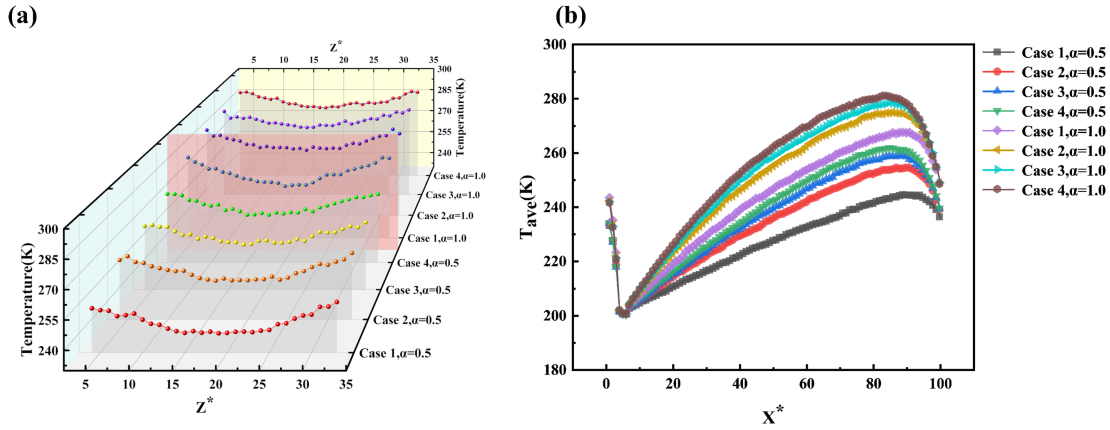 (a)
Z*
5 10 15 20 25 30 35
300
285
270
255
240
Temperature(K)
Case 4,α=1.0
Case 3,α=1.0
Case 2,α=1.0
Case 1,α=1.0
Case 4,α=0.5
Case 3,α=0.5
Case 2,α=0.5
Case 1,α=0.5
300
285
270
255
240
Temperature(K)
5 10 15 20 25 30 35
Z*
(b)
300
280
260
240
220
200
180
Tave(K)
0 20 40 60 80 100
X*
Case 1,α=0.5
Case 2,α=0.5
Case 3,α=0.5
Case 4,α=0.5
Case 1,α=1.0
Case 2,α=1.0
Case 3,α=1.0
Case 4,α=1.0